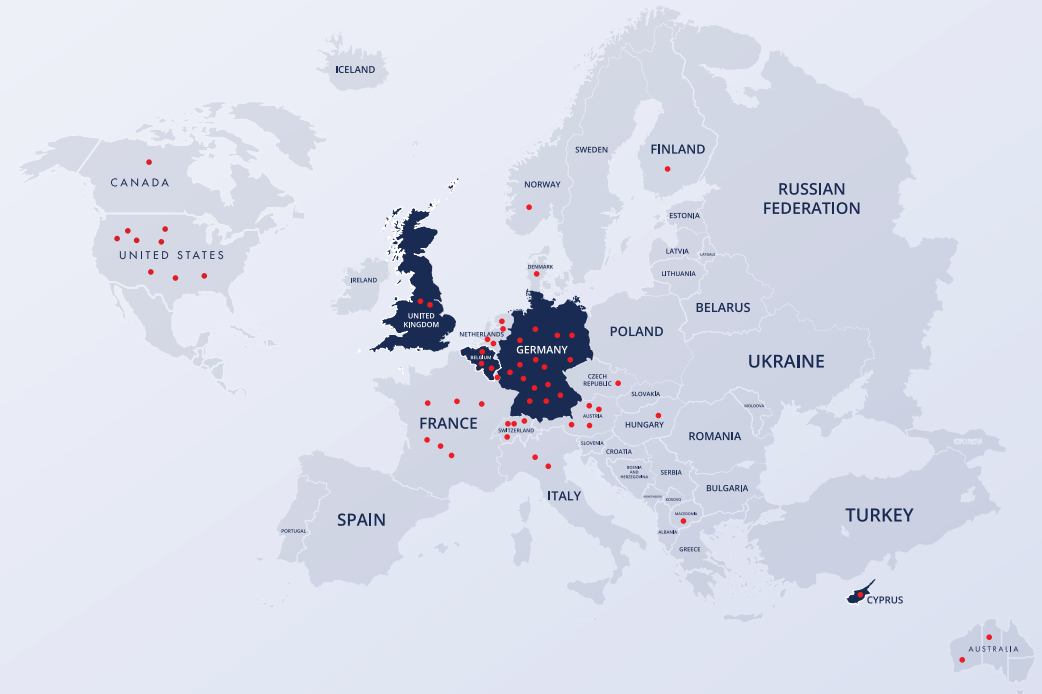 ICELAND
SWEDEN
FINLAND
CANADA
NORWAY
RUSSIAN
FEDERATION
ESTONJA
UNITED STATES
LATVIA
DENMARK
LITHUANIA
IRELAND
BELARUS
UNITED
KINGDOM
POLAND
NETHERLANDS
GERMANY
BELGIUM
UKRAINE
CZECH
REPUBLIC
SLOVAKIA
MOLDOVA
AUSTRIA
FRANCE
HUNGARY
SWITZERLAND
ROMANIA
SLOVENIA
CROATIA
BOSNIA
AND
HERZEGOVINA
SERBIA
BULGARIA
ITALY
KOSOVO
MACEDONIA
TURKEY
SPAIN
PORTUGAL
ALBANIA
GREECE
CYPRUS
AUSTRALIA